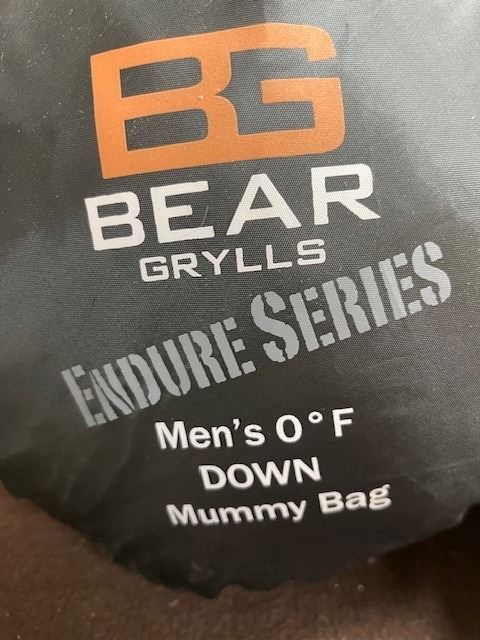 BG
BEAR
GRYLLS
ENDURE SERIES
Men's 0° F
DOWN
Mummy Bag